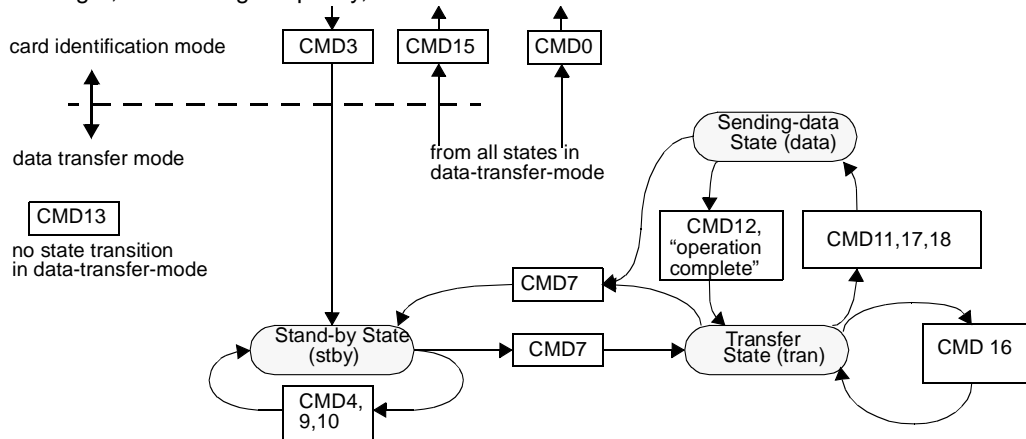 card identification mode
CMD3
CMD15
CMD0
data transfer mode
from all states in
data-transfer-mode
Sending-data
State (data)
CMD13
no state transition
in data-transfer-mode
CMD12,
“operation
complete”
CMD11,17,18
CMD7
Stand-by State
(stby)
CMD7
Transfer
State (tran)
CMD 16
CMD4,
9,10